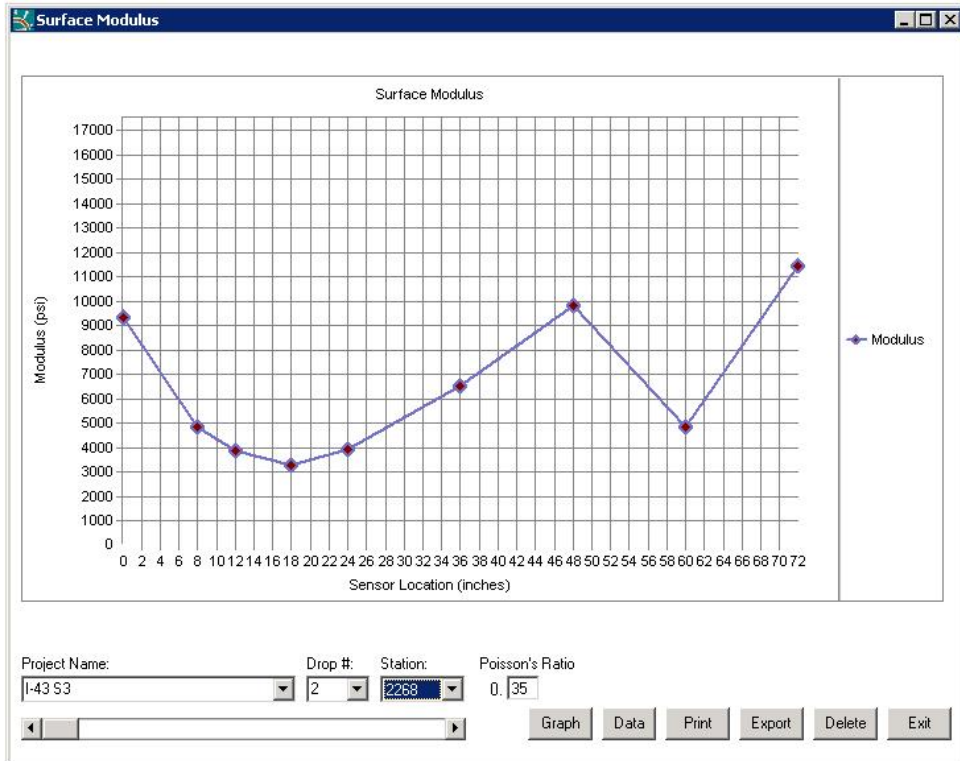 Surface Modulus
Surface Modulus
17000
16000
15000
14000
13000
12000
11000
10000
9000
8000
7000
6000
5000
4000
3000
2000
1000
0
Modulus (psi)
0 2 4 6 8 10 12 14 16 18 20 22 24 26 28 30 32 34 36 38 40 42 44 46 48 50 52 54 56 58 60 62 64 66 68 70 72
Sensor Location (inches)
Modulus
Project Name: Drop #: Station: Poisson's Ratio
I-43 S3 2 2268 0. 35
Graph Data Print Export Delete Exit